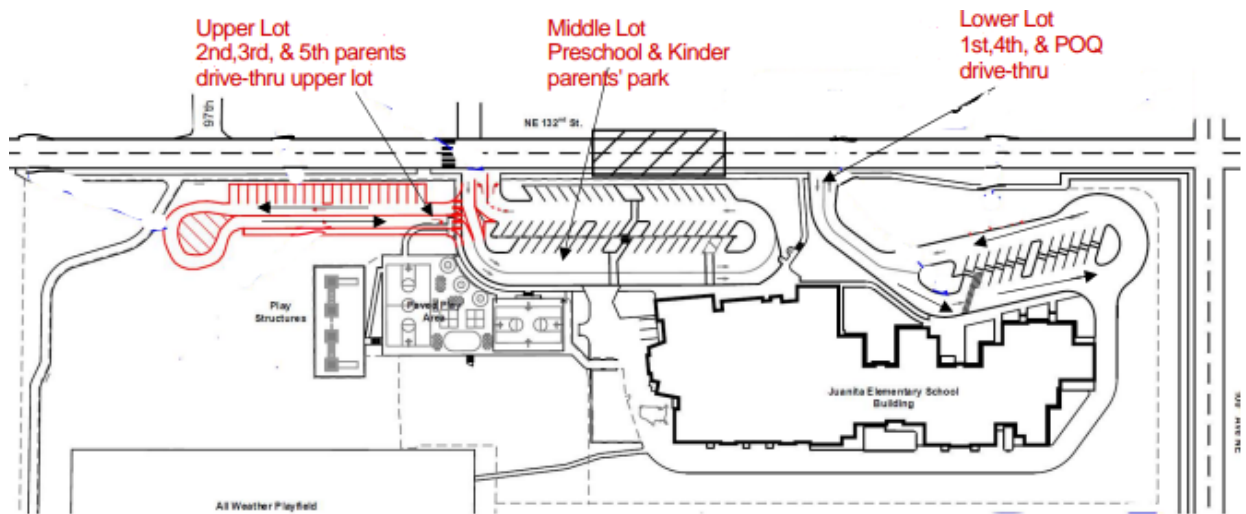 Upper Lot
2nd,3rd, & 5th parents
drive-thru upper lot
Middle Lot
Preschool & Kinder
parents' park
Lower Lot
1st,4th, & POQ
drive-thru
97th
NE 132nd St.
Play
Structures
Paved Play
Area
Juanita Elementary School
Building
AVE NE
All Weather Playfield